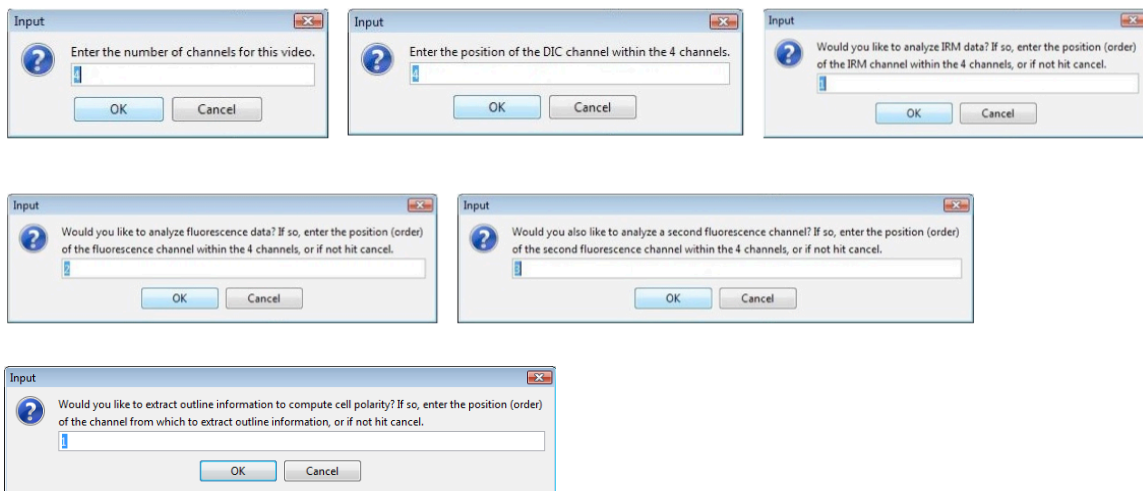 Input
Enter the number of channels for this video.
4
OK Cancel
Input
Enter the position of the DIC channel within the 4 channels.
4
OK Cancel
Input
Would you like to analyze IRM data? If so, enter the position (order)
of the IRM channel within the 4 channels, or if not hit cancel.
1
OK Cancel
Input
Would you like to analyze fluorescence data? If so, enter the position (order)
of the fluorescence channel within the 4 channels, or if not hit cancel.
2
OK Cancel
Input
Would you also like to analyze a second fluorescence channel? If so, enter the position (order)
of the second fluorescence channel within the 4 channels, or if not hit cancel.
3
OK Cancel
Input
Would you like to extract outline information to compute cell polarity? If so, enter the position (order)
of the channel from which to extract outline information, or if not hit cancel.
1
OK Cancel